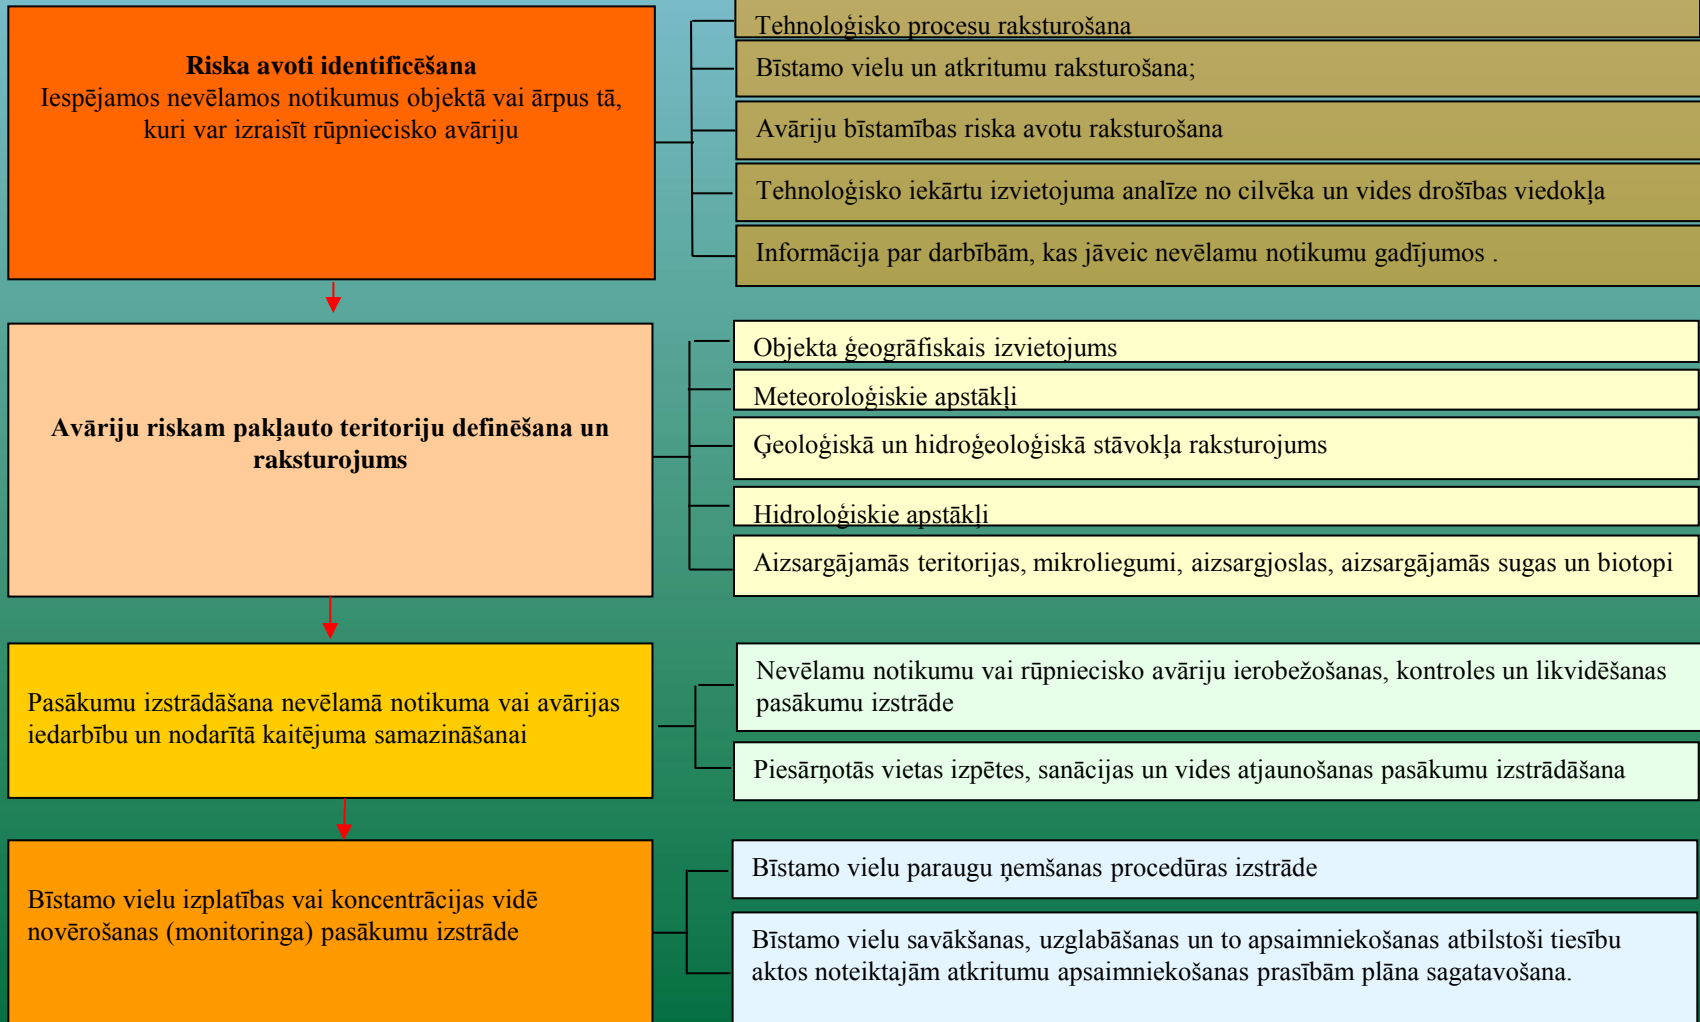 Riska avoti identificēšana
Iespējamos nevēlamos notikumus objektā vai ārpus tā,
kuri var izraisīt rūpniecisko avāriju
Tehnoloģisko procesu raksturošana
Bīstamo vielu un atkritumu raksturošana;
Avāriju bīstamības riska avotu raksturošana
Tehnoloģisko iekārtu izvietojuma analīze no cilvēka un vides drošības viedokļa
Informācija par darbībām, kas jāveic nevēlamu notikumu gadījumos .
Avāriju riskam pakļauto teritoriju definēšana un
raksturojums
Objekta ģeogrāfiskais izvietojums
Meteoroloģiskie apstākļi
Ģeoloģiskā un hidroģeoloģiskā stāvokļa raksturojums
Hidroloģiskie apstākļi
Aizsargājamās teritorijas, mikroliegumi, aizsargjoslas, aizsargājamās sugas un biotopi
Pasākumu izstrādāšana nevēlamā notikuma vai avārijas
iedarbību un nodarītā kaitējuma samazināšanai
Nevēlamu notikumu vai rūpniecisko avāriju ierobežošanas, kontroles un likvidēšanas
pasākumu izstrāde
Piesārņotās vietas izpētes, sanācijas un vides atjaunošanas pasākumu izstrādāšana
Bīstamo vielu izplatības vai koncentrācijas vidē
novērošanas (monitoringa) pasākumu izstrāde
Bīstamo vielu paraugu ņemšanas procedūras izstrāde
Bīstamo vielu savākšanas, uzglabāšanas un to apsaimniekošanas atbilstoši tiesību
aktos noteiktajām atkritumu apsaimniekošanas prasībām plāna sagatavošana.